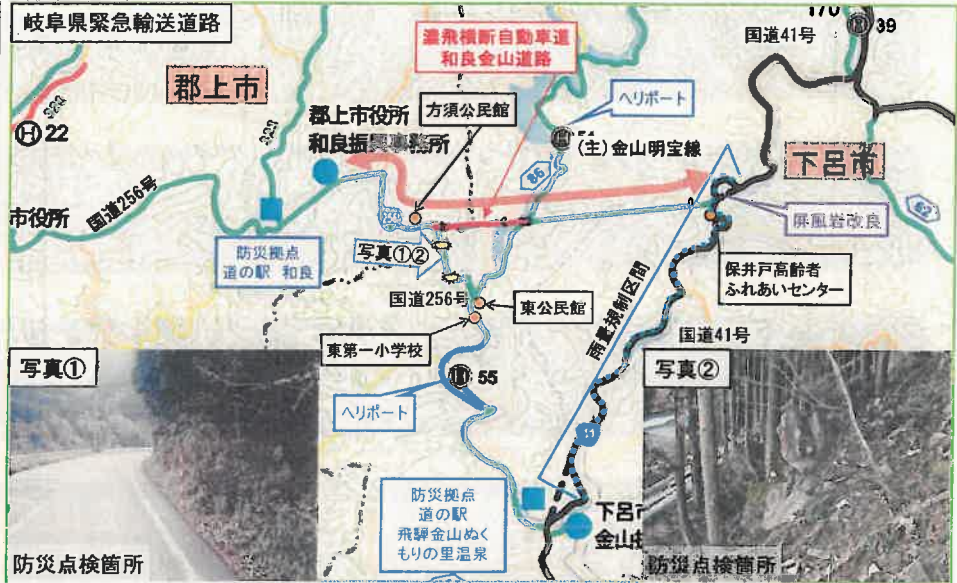 岐阜県緊急輸送道路
濃飛横断自動車道
和良金山道路
国道41号
39
郡上市
方須公民館
ヘリポート
郡上市役所
和良振興事務所
22
(主)金山明宝線
86
下呂市
市役所
国道256号
62
屏風岩改良
防災拠点
道の駅 和良
写真①②
保井戸高齢者
ふれあいセンター
国道256号
東公民館
雨量規制区間
国道41号
東第一小学校
写真①
55
写真②
ヘリポート
防災拠点
道の駅
飛騨金山ぬく
もりの里温泉
下呂市
防災点検箇所
防災点検箇所